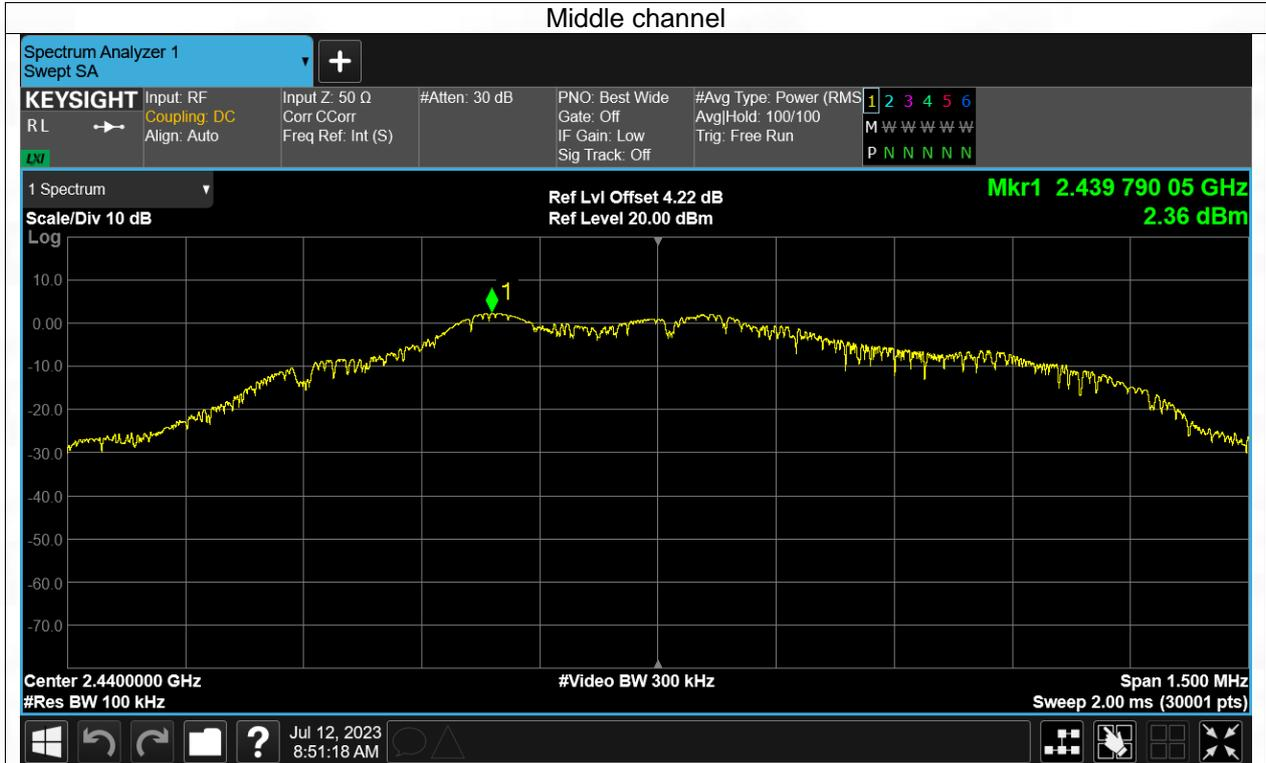 Middle channel
Spectrum Analyzer 1
Swept SA
KEYSIGHT
RL
LXI
Input: RF
Coupling: DC
Align: Auto
Input Z: 50 Ω
Corr CCorr
Freq Ref: Int (S)
#Atten: 30 dB
PNO: Best Wide
Gate: Off
IF Gain: Low
Sig Track: Off
#Avg Type: Power (RMS
Avg|Hold: 100/100
Trig: Free Run
1 2 3 4 5 6
M W W W W W
P N N N N N
1 Spectrum
Scale/Div 10 dB
Log
Ref Lvl Offset 4.22 dB
Ref Level 20.00 dBm
Mkr1 2.439 790 05 GHz
2.36 dBm
1
10.0
0.00
-10.0
-20.0
-30.0
-40.0
-50.0
-60.0
-70.0
Center 2.4400000 GHz
#Res BW 100 kHz
#Video BW 300 kHz
Span 1.500 MHz
Sweep 2.00 ms (30001 pts)
?
Jul 12, 2023
8:51:18 AM